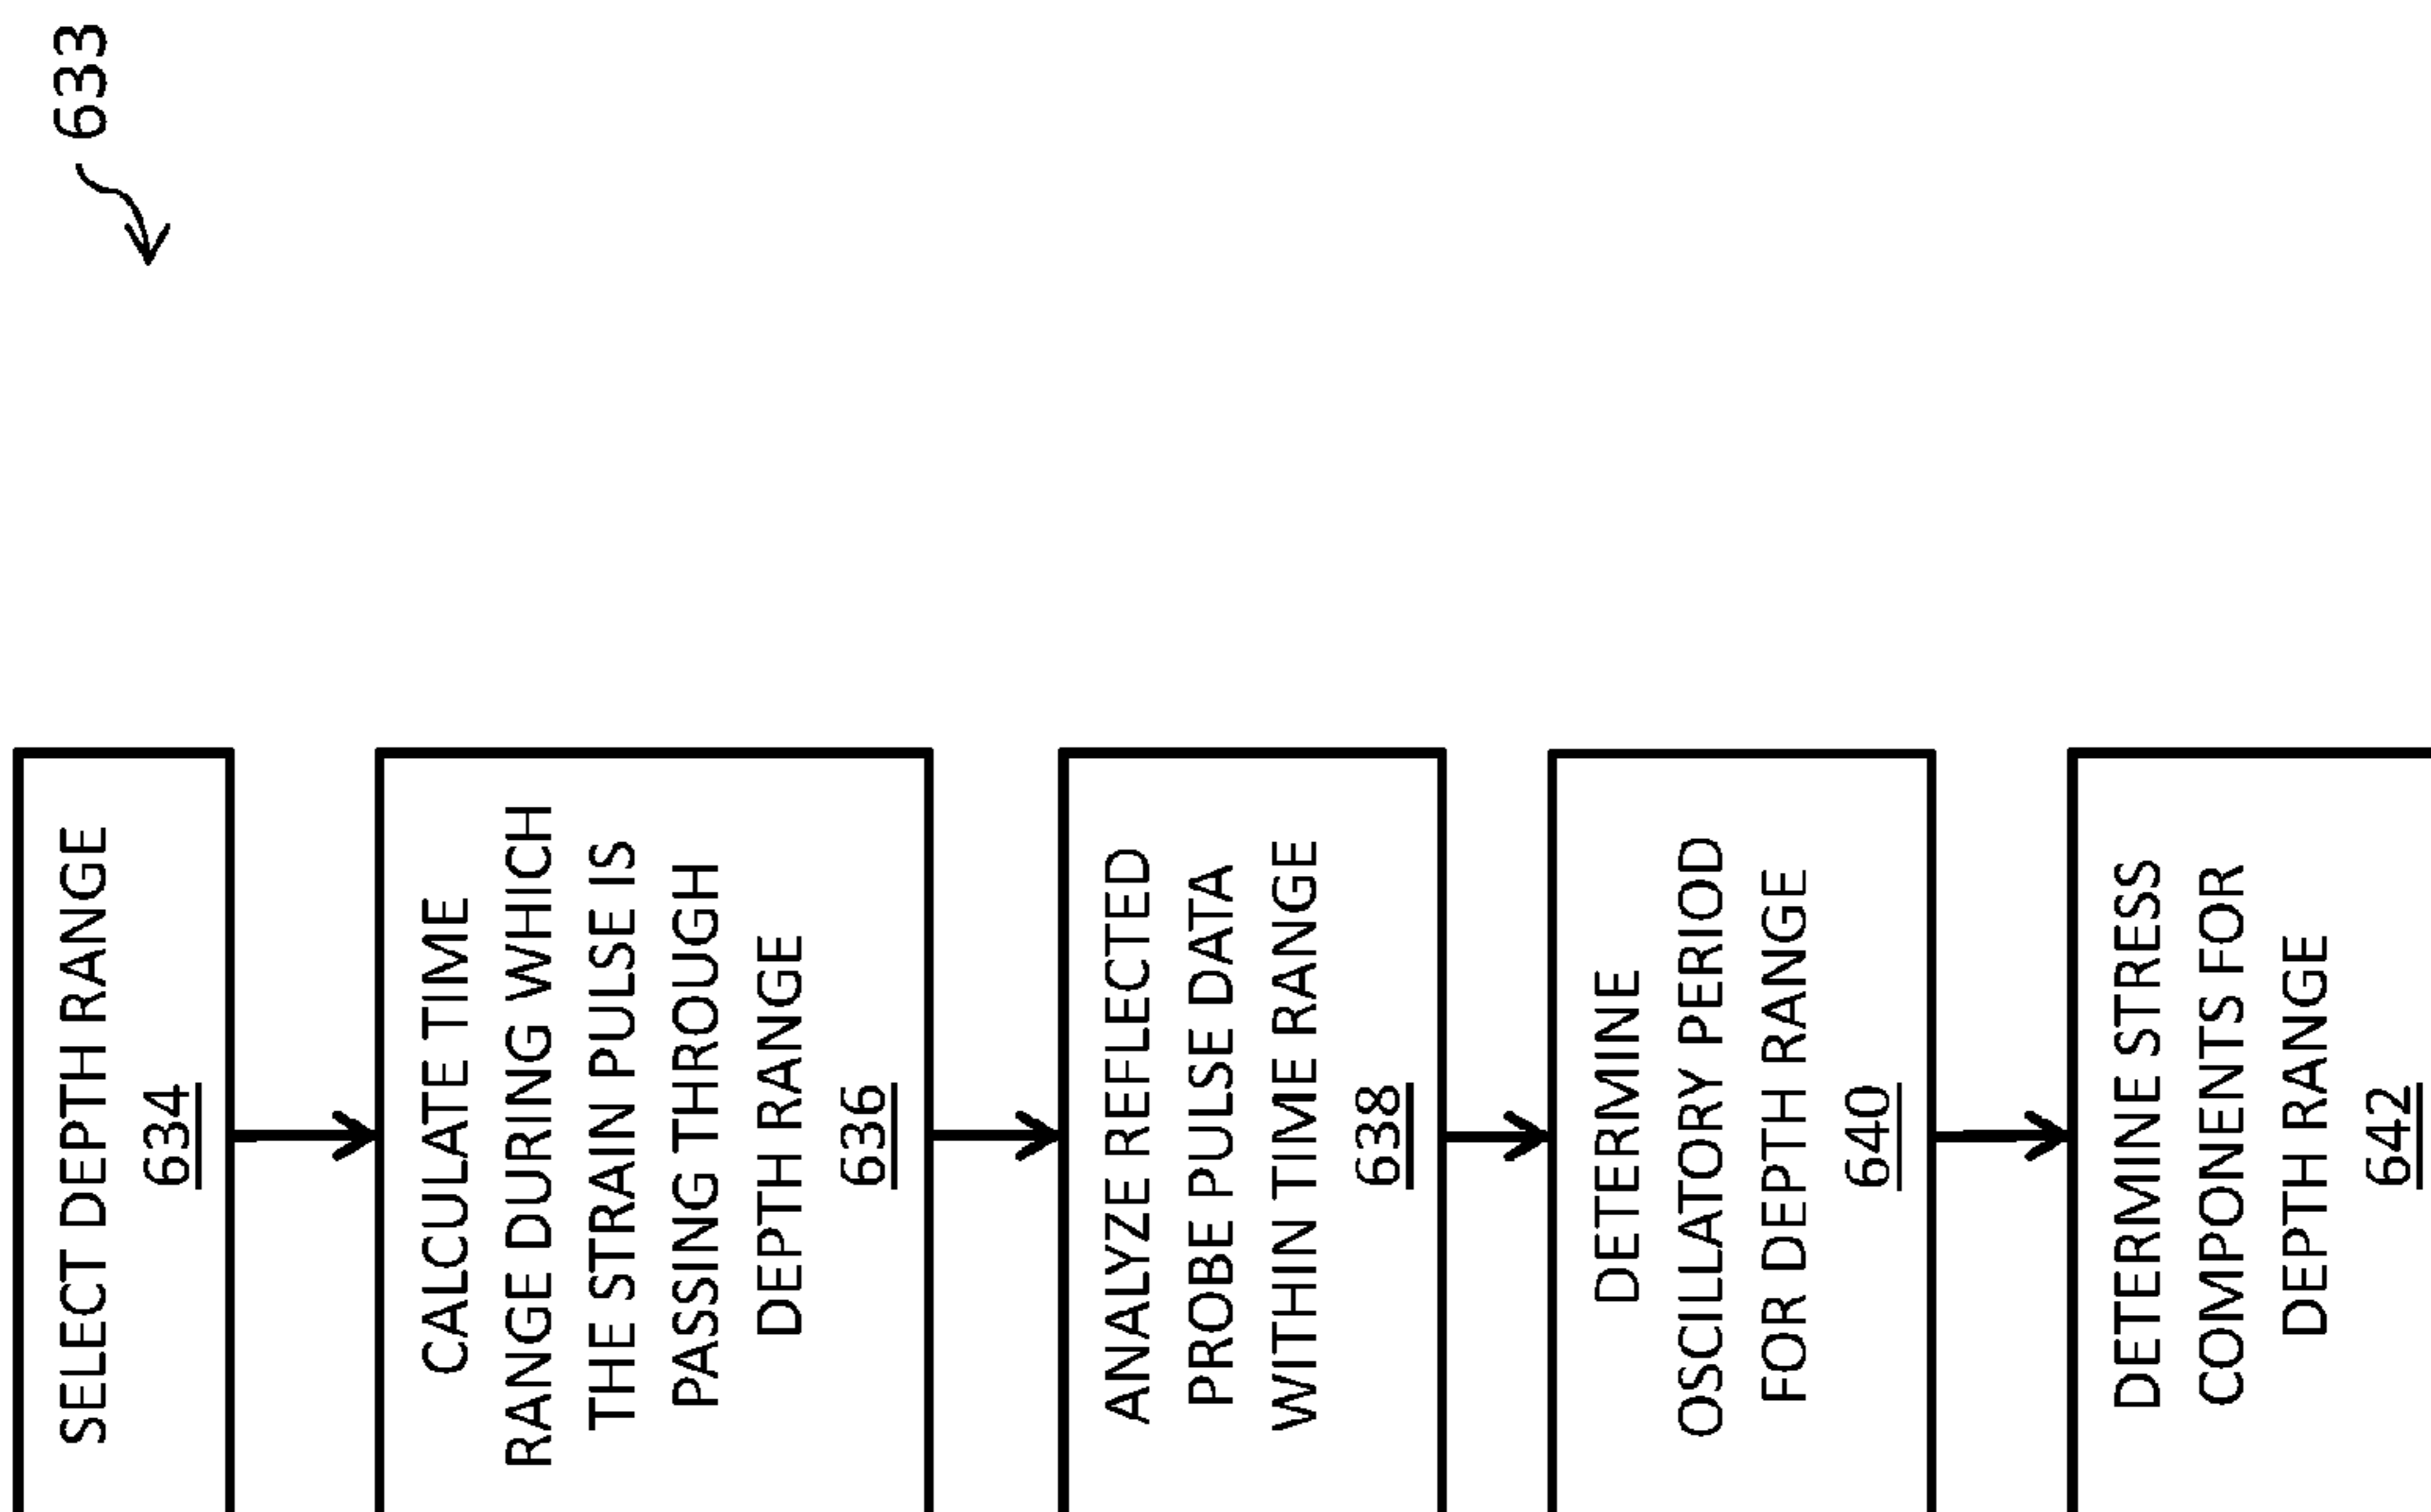 633
SELECT DEPTH RANGE
634
CALCULATE TIME
RANGE DURING WHICH
THE STRAIN PULSE IS
PASSING THROUGH
DEPTH RANGE
636
ANALYZE REFLECTED
PROBE PULSE DATA
WITHIN TIME RANGE
638
DETERMINE
OSCILLATORY PERIOD
FOR DEPTH RANGE
640
DETERMINE STRESS
COMPONENTS FOR
DEPTH RANGE
642